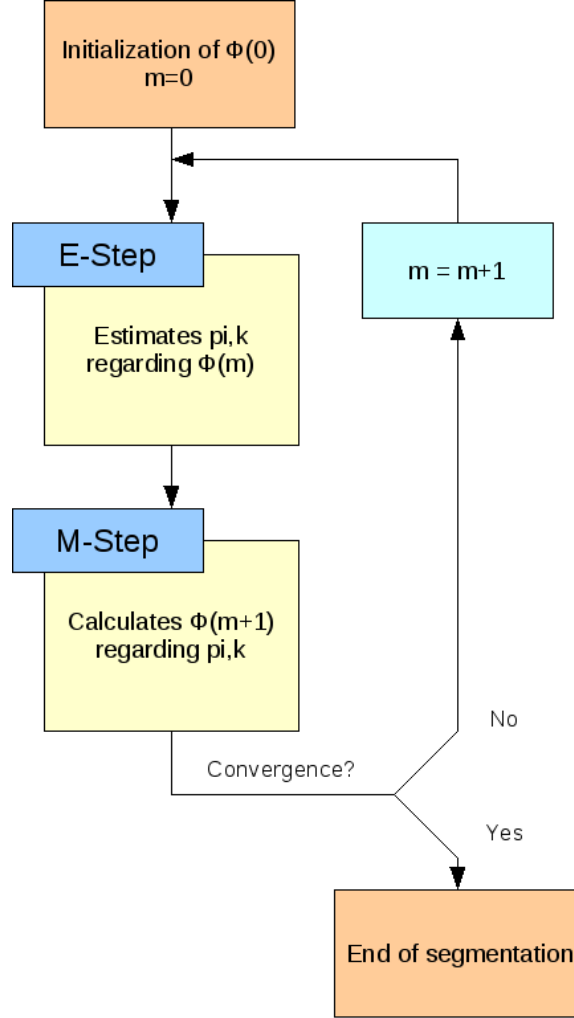 Initialization of Φ(0)
m=0
E-Step
m = m+1
Estimates pi,k
regarding Φ(m)
M-Step
Calculates Φ(m+1)
regarding pi,k
No
Convergence?
Yes
End of segmentation